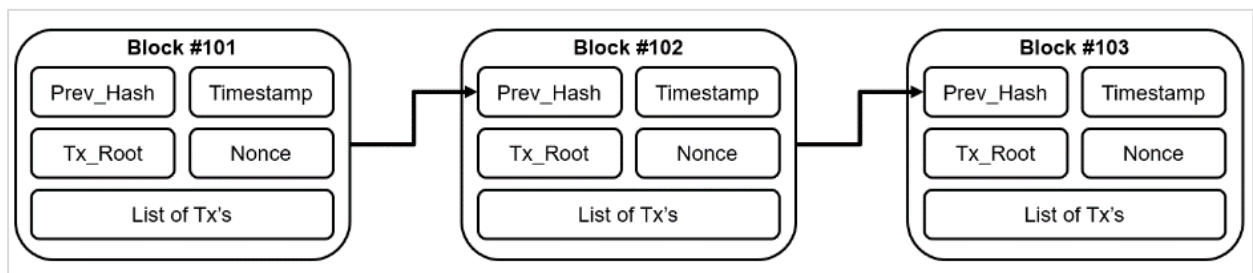 Block #101
Prev_Hash Timestamp
Tx_Root Nonce
List of Tx's
Block #102
Prev_Hash Timestamp
Tx_Root Nonce
List of Tx's
Block #103
Prev_Hash Timestamp
Tx_Root Nonce
List of Tx's